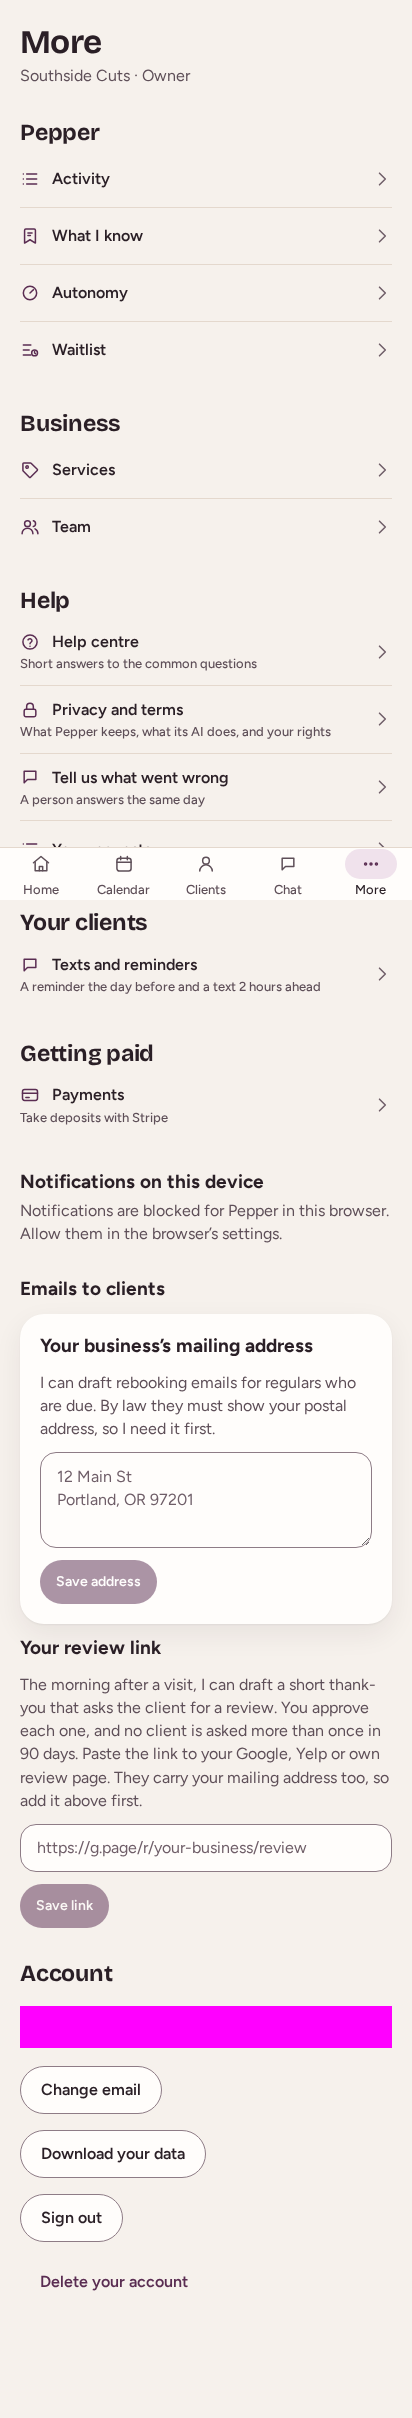 More
Southside Cuts · Owner
Pepper
Activity
What I know
Autonomy
Waitlist
Business
Services
Team
Help
Help centre
Short answers to the common questions
Privacy and terms
What Pepper keeps, what its AI does, and your rights
Tell us what went wrong
A person answers the same day
Home
Calendar
Clients
Chat
More
Your clients
Texts and reminders
A reminder the day before and a text 2 hours ahead
Getting paid
Payments
Take deposits with Stripe
Notifications on this device
Notifications are blocked for Pepper in this browser.
Allow them in the browser’s settings.
Emails to clients
Your business’s mailing address
I can draft rebooking emails for regulars who
are due. By law they must show your postal
address, so I need it first.
12 Main St
Portland, OR 97201
Save address
Your review link
The morning after a visit, I can draft a short thank-
you that asks the client for a review. You approve
each one, and no client is asked more than once in
90 days. Paste the link to your Google, Yelp or own
review page. They carry your mailing address too, so
add it above first.
https://g.page/r/your-business/review
Save link
Account
Change email
Download your data
Sign out
Delete your account